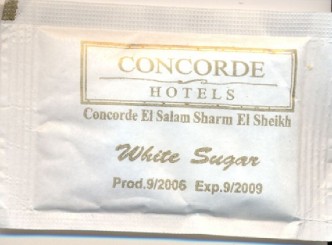 CONCORDE
HOTELS
Concorde El Salam Sharm El Sheikh
White Sugar
Prod.9/2006 Exp.9/2009